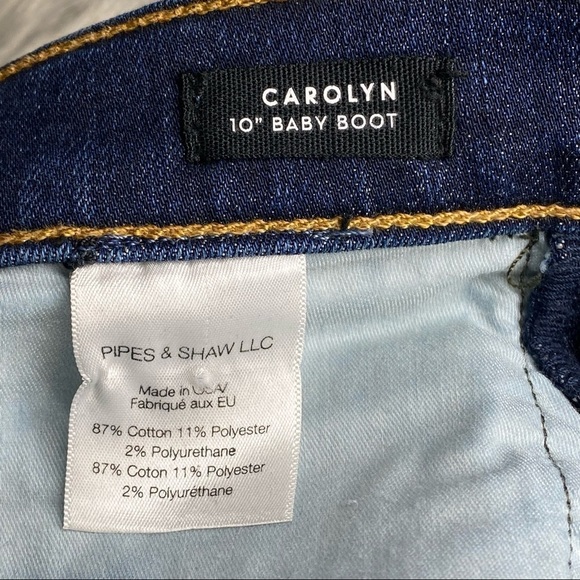 CAROLYN
10" BABY BOOT
PIPES & SHAW LLC
Made in USA/
Fabriqué aux EU
87% Cotton 11% Polyester
2% Polyurethane
87% Coton 11% Polyester
2% Polyuréthane